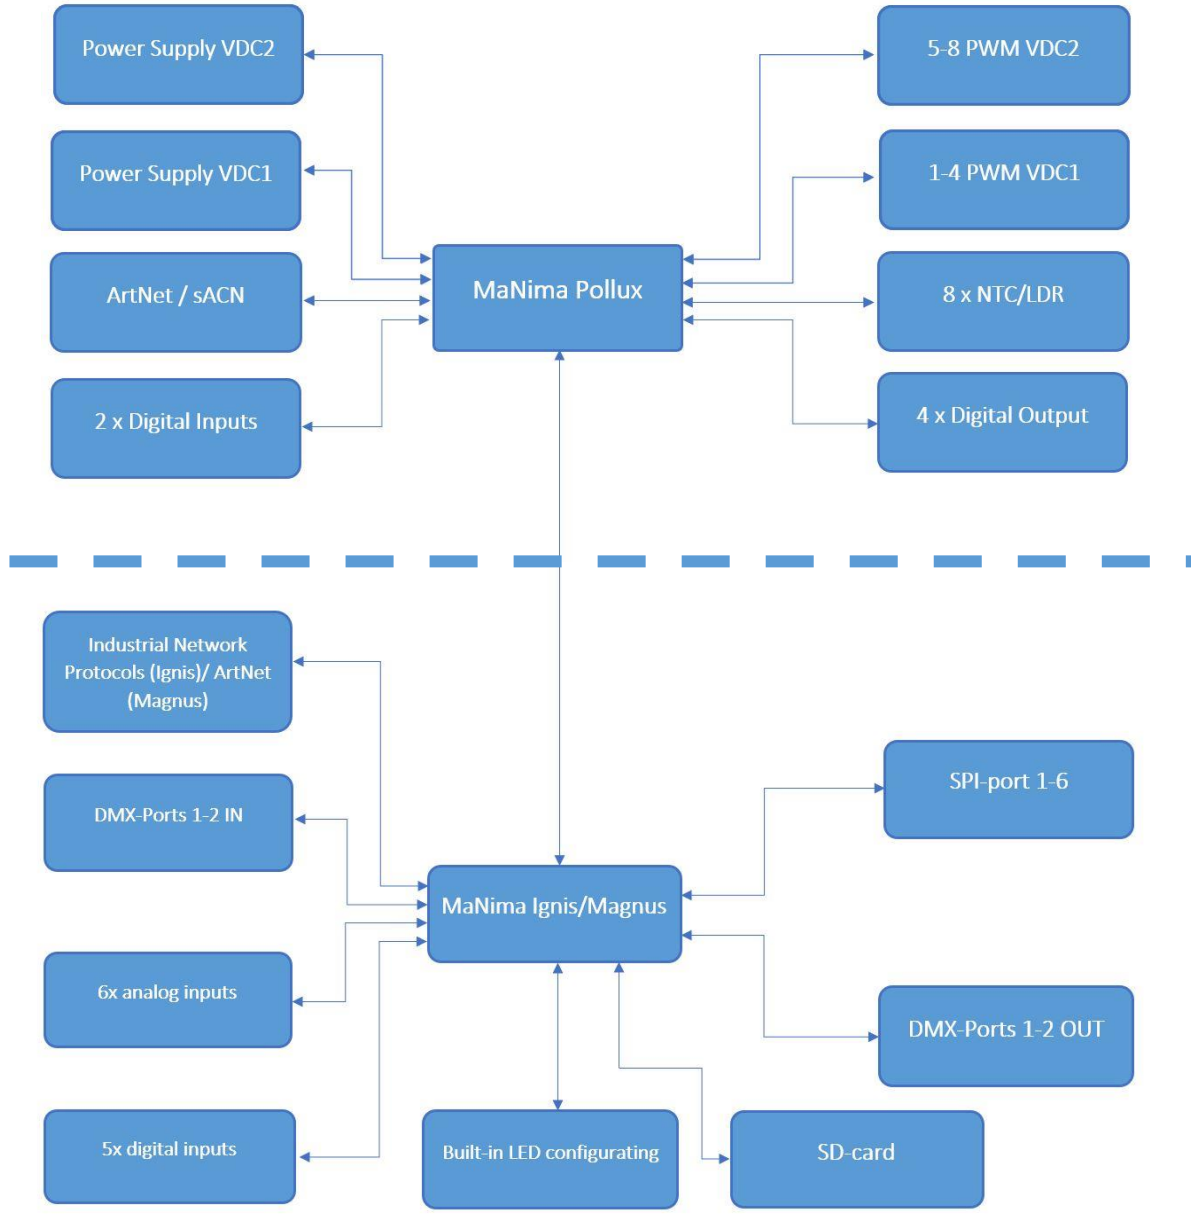 Power Supply VDC2
5-8 PWM VDC2
Power Supply VDC1
1-4 PWM VDC1
ArtNet / sACN
MaNima Pollux
8 x NTC/LDR
2 x Digital Inputs
4 x Digital Output
Industrial Network
Protocols (Ignis)/ ArtNet
(Magnus)
SPI-port 1-6
DMX-Ports 1-2 IN
MaNima Ignis/Magnus
6x analog inputs
DMX-Ports 1-2 OUT
5x digital inputs
Built-in LED configurating
SD-card